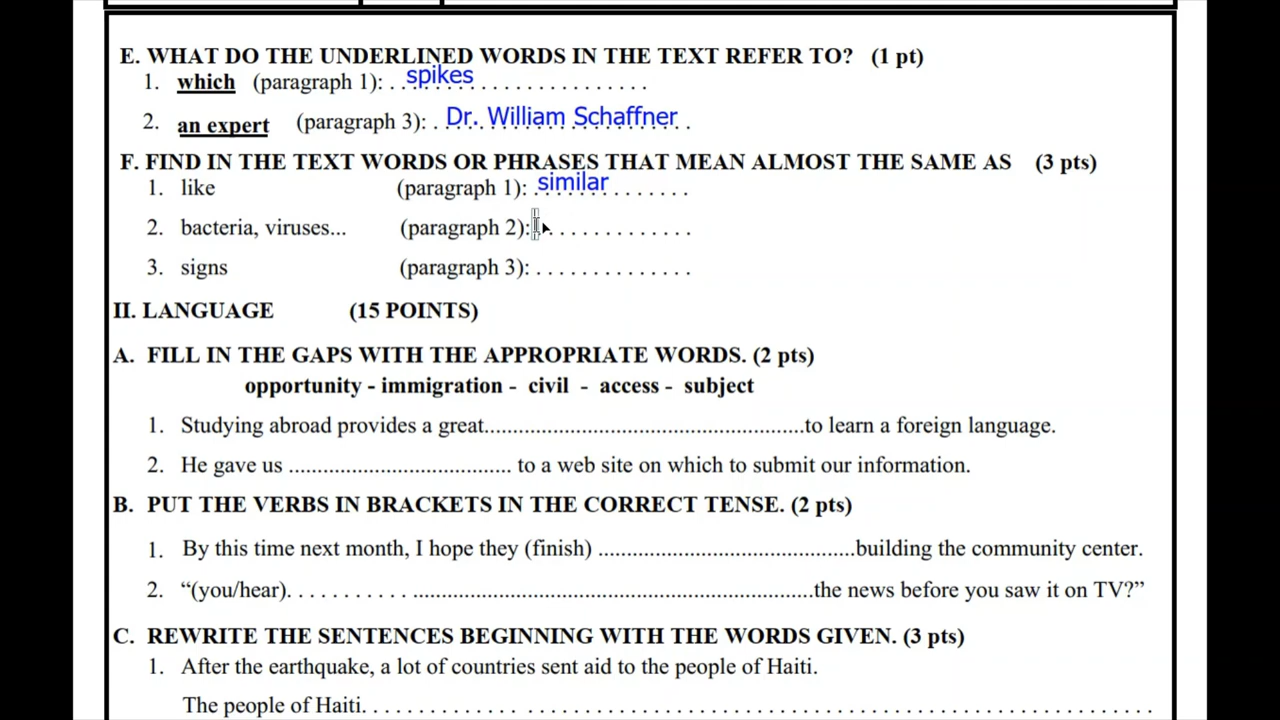 E. WHAT DO THE UNDERLINED WORDS IN THE TEXT REFER TO? (1 pt)
1. which (paragraph 1): . . spikes . . . . . . . . . . . . . . .
2. an expert (paragraph 3): . Dr. William Schaffner .
F. FIND IN THE TEXT WORDS OR PHRASES THAT MEAN ALMOST THE SAME AS (3 pts)
1. like (paragraph 1): . similar . . . . . . .
2. bacteria, viruses... (paragraph 2): . . . . . . . . . . . . .
3. signs (paragraph 3): . . . . . . . . . . . . . .
II. LANGUAGE (15 POINTS)
A. FILL IN THE GAPS WITH THE APPROPRIATE WORDS. (2 pts)
opportunity - immigration - civil - access - subject
1. Studying abroad provides a great..........................................................to learn a foreign language.
2. He gave us ........................................ to a web site on which to submit our information.
B. PUT THE VERBS IN BRACKETS IN THE CORRECT TENSE. (2 pts)
1. By this time next month, I hope they (finish) ..............................................building the community center.
2. “(you/hear). . . . . . . . . . . ........................................................................the news before you saw it on TV?”
C. REWRITE THE SENTENCES BEGINNING WITH THE WORDS GIVEN. (3 pts)
1. After the earthquake, a lot of countries sent aid to the people of Haiti.
The people of Haiti. . . . . . . . . . . . . . . . . . . . . . . . . . . . . . . . . . . . . . . . . . . . . . . . . . . . . . . . . . . . . . . . . . . .